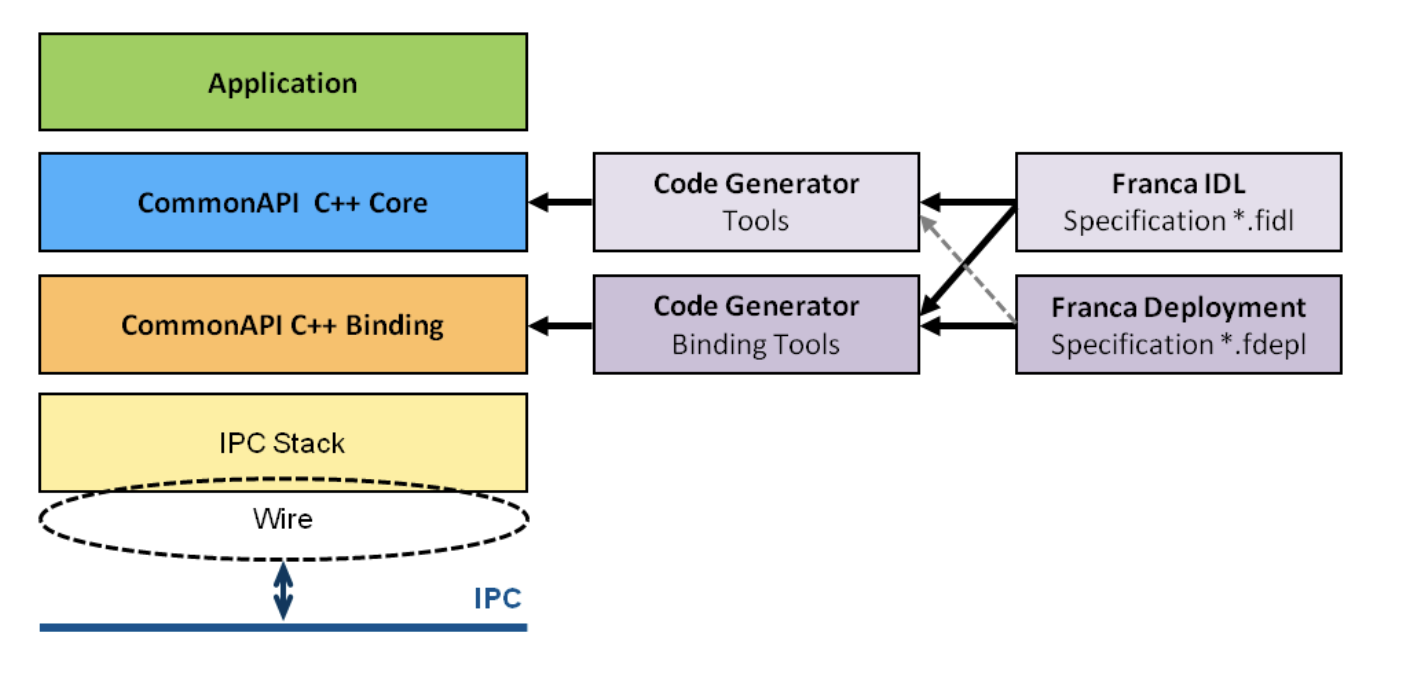 Application
CommonAPI C++ Core
Code Generator
Tools
Franca IDL
Specification *.fidl
CommonAPI C++ Binding
Code Generator
Binding Tools
Franca Deployment
Specification *.fdepl
IPC Stack
Wire
IPC